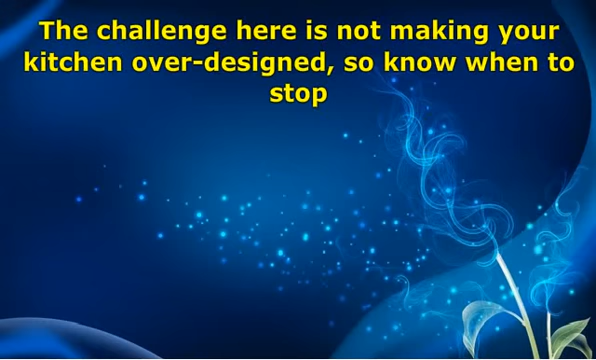 The challenge here is not making your
kitchen over-designed, so know when to
stop